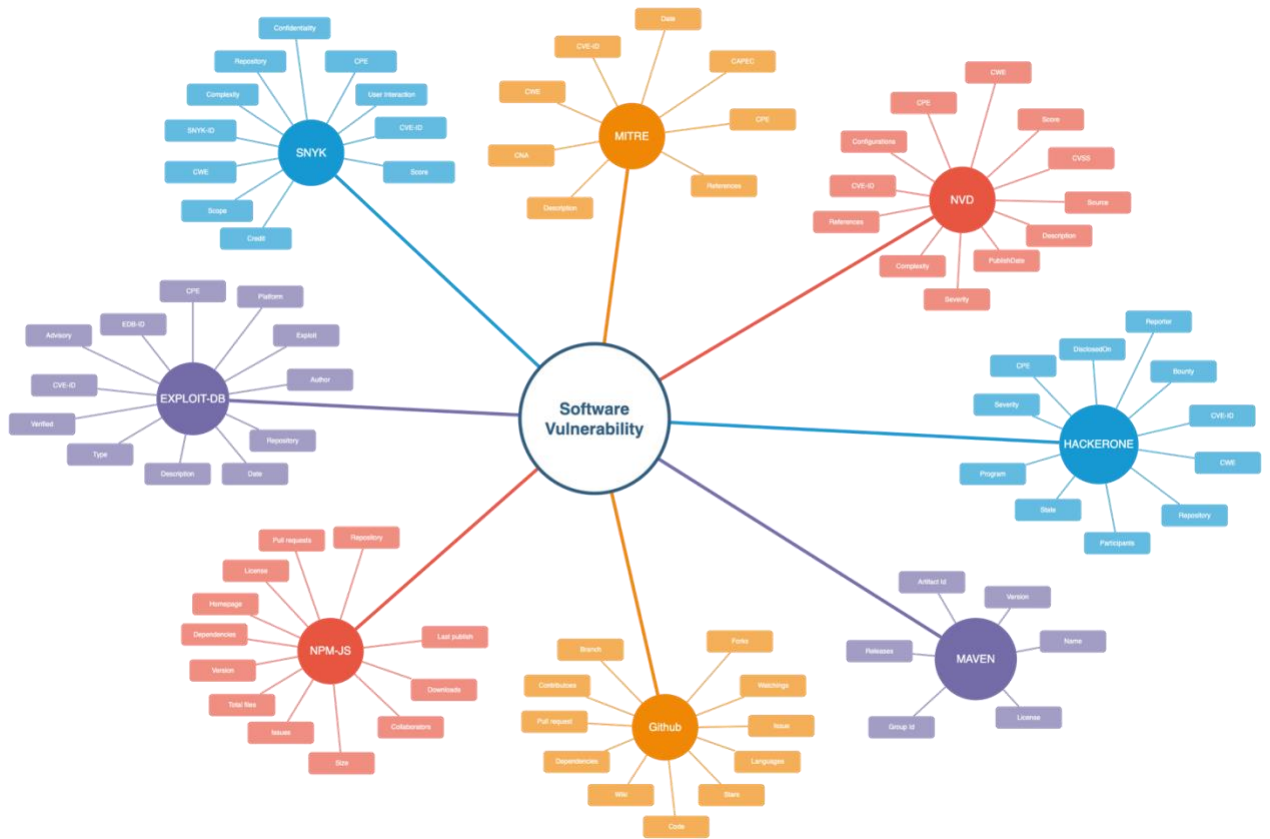 Confidentiality
Repository
CPE
Complexity
User Interaction
SNYK-ID
CVE-ID
SNYK
CWE
Score
Scope
Credit
Date
CVE-ID
CAPEC
CWE
CPE
MITRE
CNA
References
Description
CWE
CPE
Score
Configurations
CVSS
CVE-ID
NVD
Source
References
Description
Complexity
PublishDate
Severity
CPE
Platform
EDB-ID
Advisory
Exploit
CVE-ID
Author
EXPLOIT-DB
Verified
Type
Repository
Description
Date
Software
Vulnerability
Reporter
DisclosedOn
CPE
Bounty
Severity
CVE-ID
HACKERONE
CWE
Program
State
Repository
Participants
Pull requests
Repository
License
Homepage
Dependencies
Last publish
NPM-JS
Version
Downloads
Total files
Issues
Collaborators
Size
Branch
Forks
Contributors
Watchings
Pull request
Github
Issue
Dependencies
Languages
Wiki
Stars
Code
Artifact Id
Version
Name
Releases
MAVEN
Group Id
License